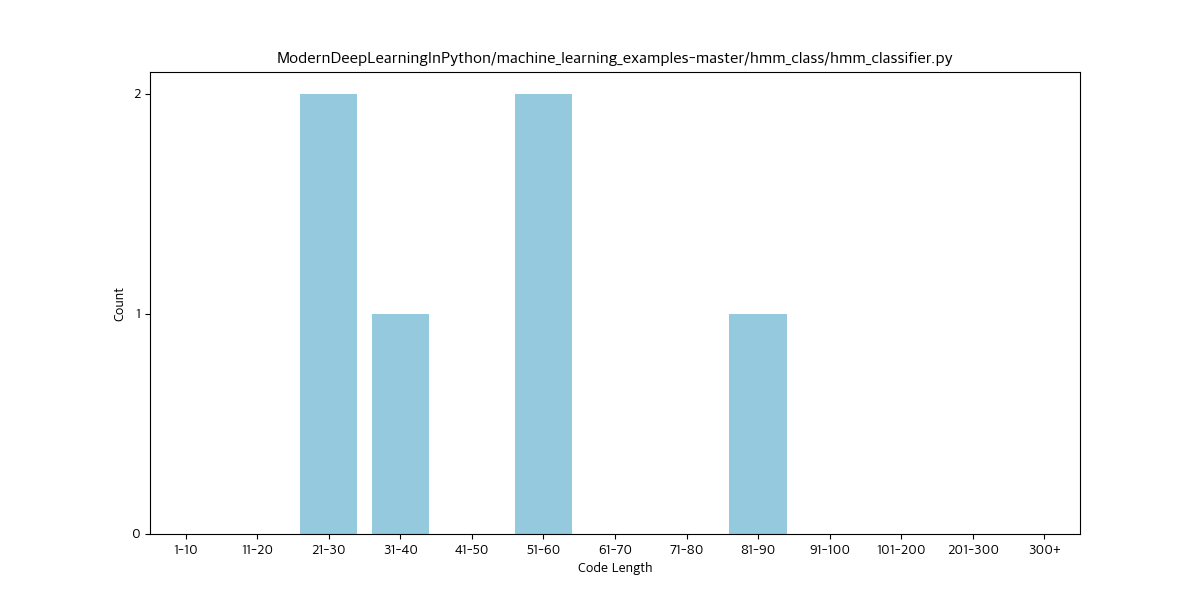 ModernDeepLearningInPython/machine_learning_examples-master/hmm_class/hmm_classifier.py
2
1
0
Count
1-10 11-20 21-30 31-40 41-50 51-60 61-70 71-80 81-90 91-100 101-200 201-300 300+
Code Length